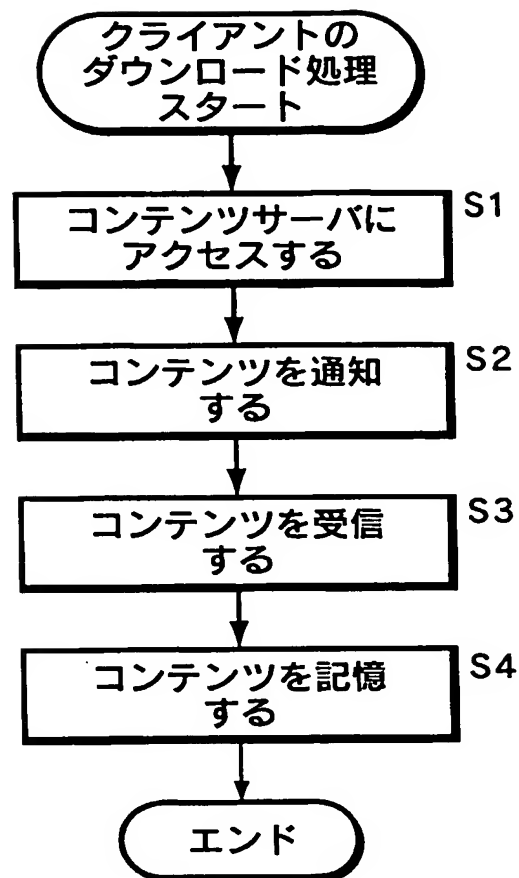 クライアントの
ダウンロード処理
スタート
コンテンツサーバに
アクセスする
S1
コンテンツを通知
する
S2
コンテンツを受信
する
S3
コンテンツを記憶
する
S4
エンド